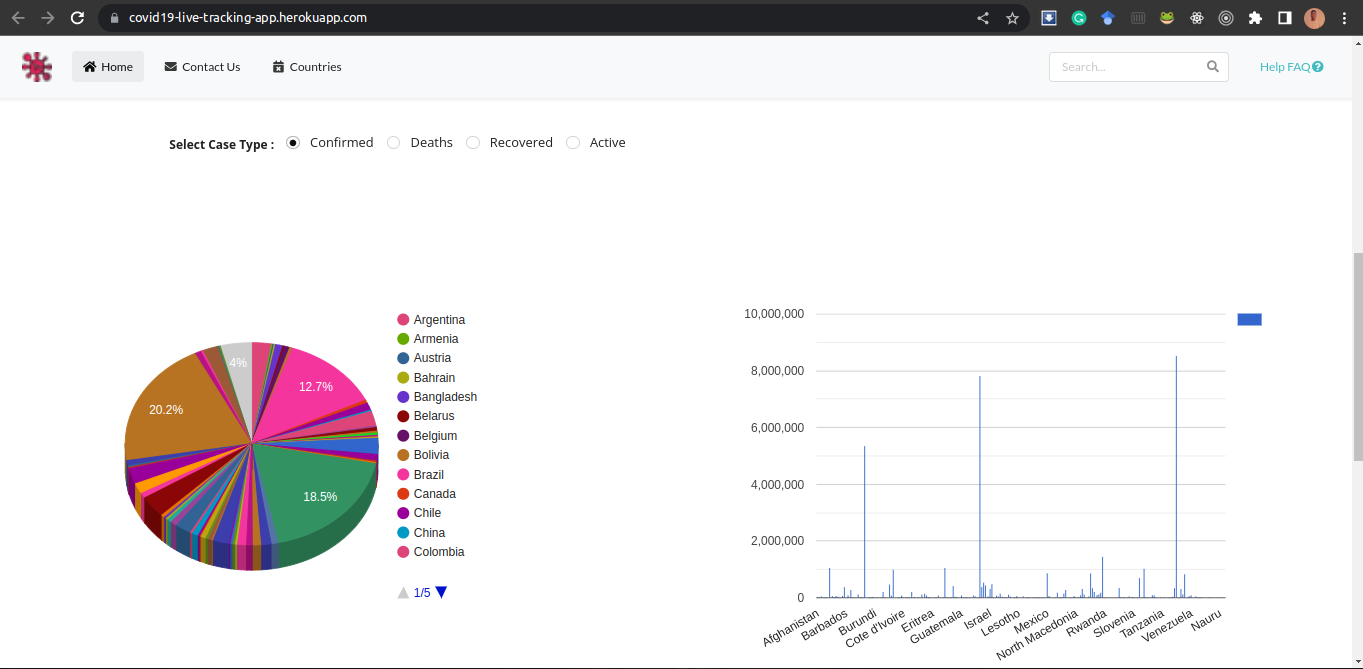 covid19-live-tracking-app.herokuapp.com
Home Contact Us Countries Search... Help FAQ
Select Case Type : Confirmed Deaths Recovered Active
4%
12.7%
20.2%
18.5%
Argentina
Armenia
Austria
Bahrain
Bangladesh
Belarus
Belgium
Bolivia
Brazil
Canada
Chile
China
Colombia
1/5
10,000,000
8,000,000
6,000,000
4,000,000
2,000,000
0
Afghanistan
Barbados
Burundi
Cote d'Ivoire
Eritrea
Guatemala
Israel
Lesotho
Mexico
North Macedonia
Rwanda
Slovenia
Tanzania
Venezuela
Nauru